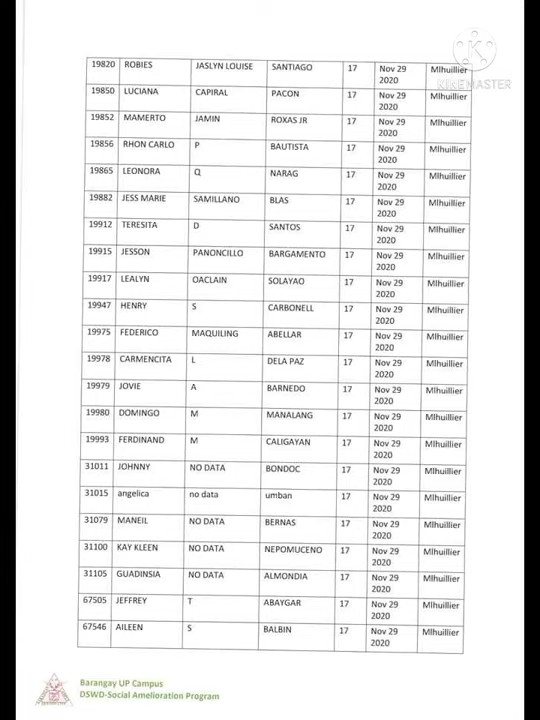 19820 ROBIES JASLYN LOUISE SANTIAGO 17 Nov 29 2020 Mlhuillier
19850 LUCIANA CAPIRAL PACON 17 Nov 29 2020 Mlhuillier
19852 MAMERTO JAMIN ROXAS JR 17 Nov 29 2020 Mlhuillier
19856 RHON CARLO P BAUTISTA 17 Nov 29 2020 Mlhuillier
19865 LEONORA Q NARAG 17 Nov 29 2020 Mlhuillier
19882 JESS MARIE SAMILLANO BLAS 17 Nov 29 2020 Mlhuillier
19912 TERESITA D SANTOS 17 Nov 29 2020 Mlhuillier
19915 JESSON PANONCILLO BARGAMENTO 17 Nov 29 2020 Mlhuillier
19917 LEALYN OACLAIN SOLAYAO 17 Nov 29 2020 Mlhuillier
19947 HENRY S CARBONELL 17 Nov 29 2020 Mlhuillier
19975 FEDERICO MAQUILING ABELLAR 17 Nov 29 2020 Mlhuillier
19978 CARMENCITA L DELA PAZ 17 Nov 29 2020 Mlhuillier
19979 JOVIE A BARNEDO 17 Nov 29 2020 Mlhuillier
19980 DOMINGO M MANALANG 17 Nov 29 2020 Mlhuillier
19993 FERDINAND M CALIGAYAN 17 Nov 29 2020 Mlhuillier
31011 JOHNNY NO DATA BONDOC 17 Nov 29 2020 Mlhuillier
31015 angelica no data umban 17 Nov 29 2020 Mlhuillier
31079 MANEIL NO DATA BERNAS 17 Nov 29 2020 Mlhuillier
31100 KAY KLEEN NO DATA NEPOMUCENO 17 Nov 29 2020 Mlhuillier
31105 GUADINSIA NO DATA ALMONDIA 17 Nov 29 2020 Mlhuillier
67505 JEFFREY T ABAYGAR 17 Nov 29 2020 Mlhuillier
67546 AILEEN S BALBIN 17 Nov 29 2020 Mlhuillier
KINEMASTER
Barangay UP Campus
DSWD-Social Amelioration Program